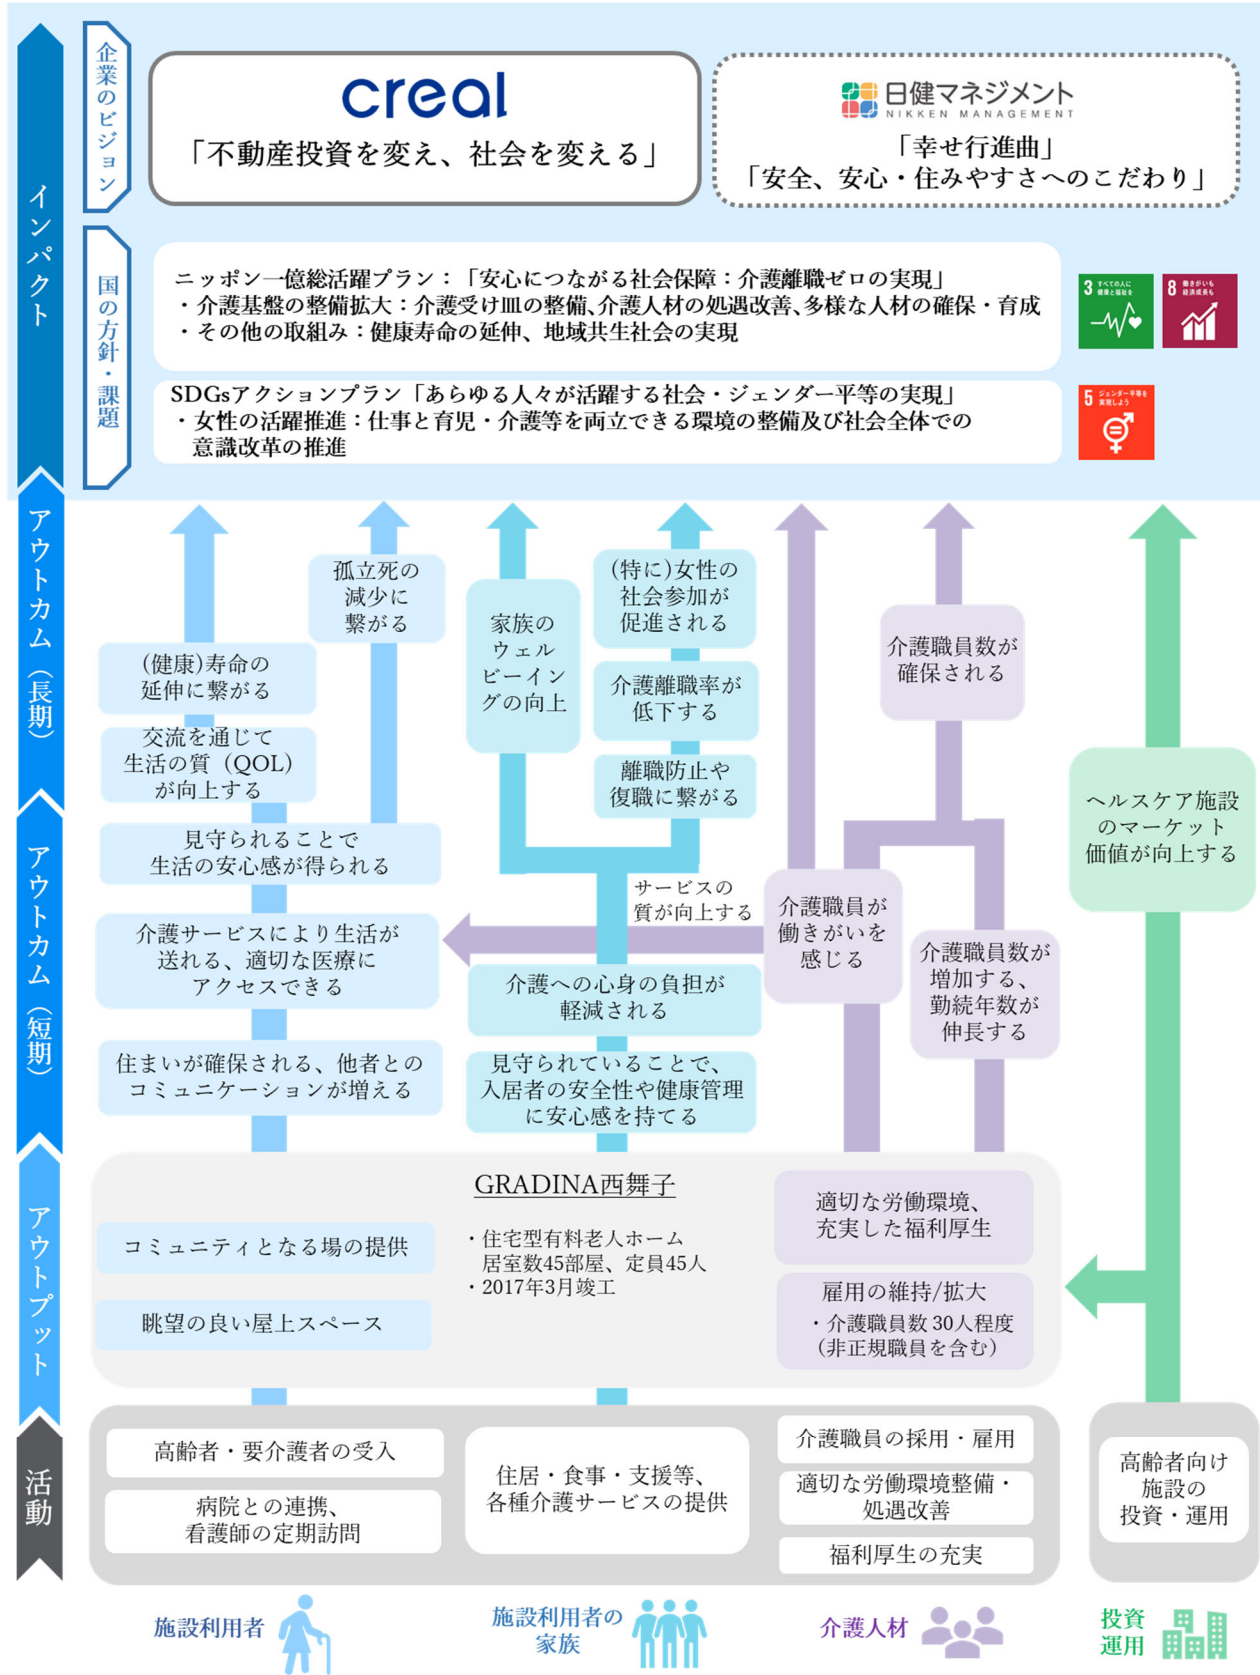 インパクト
企業のビジョン
creal
「不動産投資を変え、社会を変える」
日健マネジメント
NIKKEN MANAGEMENT
「幸せ行進曲」
「安全、安心・住みやすさへのこだわり」
国の方針・課題
ニッポン一億総活躍プラン：「安心につながる社会保障：介護離職ゼロの実現」
・介護基盤の整備拡大：介護受け皿の整備、介護人材の処遇改善、多様な人材の確保・育成
・その他の取組み：健康寿命の延伸、地域共生社会の実現
3 すべての人に
健康と福祉を
8 働きがいも
経済成長も
SDGsアクションプラン「あらゆる人々が活躍する社会・ジェンダー平等の実現」
・女性の活躍推進：仕事と育児・介護等を両立できる環境の整備及び社会全体での
意識改革の推進
5 ジェンダー平等を
実現しよう
アウトカム（長期）
孤立死の
減少に
繋がる
(健康)寿命の
延伸に繋がる
交流を通じて
生活の質（QOL）
が向上する
家族の
ウェル
ビーイン
グの向上
(特に)女性の
社会参加が
促進される
介護離職率が
低下する
離職防止や
復職に繋がる
介護職員数が
確保される
ヘルスケア施設
のマーケット
価値が向上する
アウトカム（短期）
見守られることで
生活の安心感が得られる
介護サービスにより生活が
送れる、適切な医療に
アクセスできる
住まいが確保される、他者との
コミュニケーションが増える
サービスの
質が向上する
介護への心身の負担が
軽減される
見守られていることで、
入居者の安全性や健康管理
に安心感を持てる
介護職員が
働きがいを
感じる
介護職員数が
増加する、
勤続年数が
伸長する
アウトプット
GRADINA西舞子
・住宅型有料老人ホーム
居室数45部屋、定員45人
・2017年3月竣工
コミュニティとなる場の提供
眺望の良い屋上スペース
適切な労働環境、
充実した福利厚生
雇用の維持/拡大
・介護職員数 30人程度
（非正規職員を含む）
活動
高齢者・要介護者の受入
病院との連携、
看護師の定期訪問
住居・食事・支援等、
各種介護サービスの提供
介護職員の採用・雇用
適切な労働環境整備・
処遇改善
福利厚生の充実
高齢者向け
施設の
投資・運用
施設利用者
施設利用者の
家族
介護人材
投資
運用